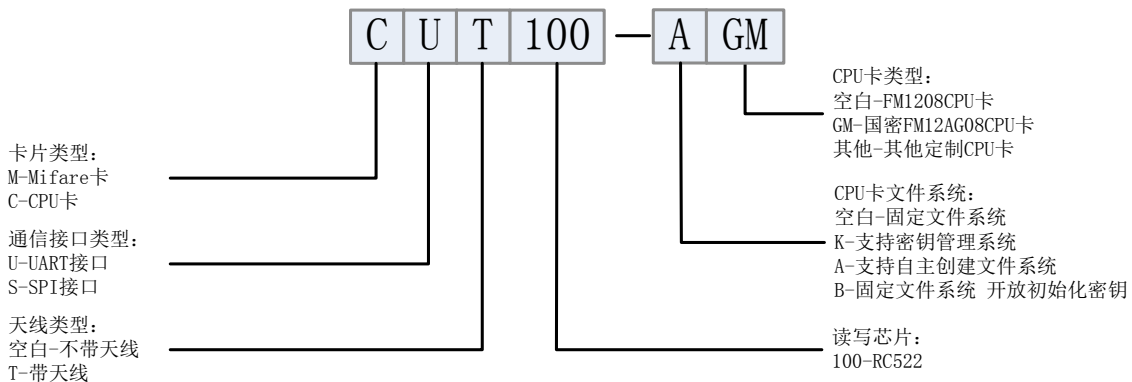 CUT100—AGM
卡片类型：
M-Mifare卡
C-CPU卡
通信接口类型：
U-UART接口
S-SPI接口
天线类型：
空白-不带天线
T-带天线
CPU卡类型：
空白-FM1208CPU卡
GM-国密FM12AG08CPU卡
其他-其他定制CPU卡
CPU卡文件系统：
空白-固定文件系统
K-支持密钥管理系统
A-支持自主创建文件系统
B-固定文件系统 开放初始化密钥
读写芯片：
100-RC522